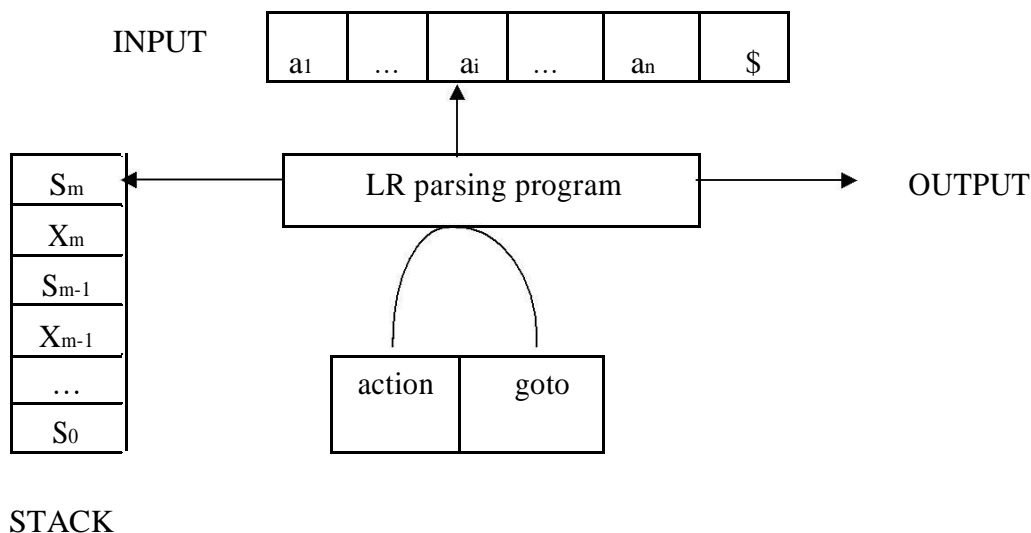 INPUT
a1 … ai … an $
LR parsing program
OUTPUT
Sm
Xm
Sm-1
Xm-1
…
S0
action goto
STACK